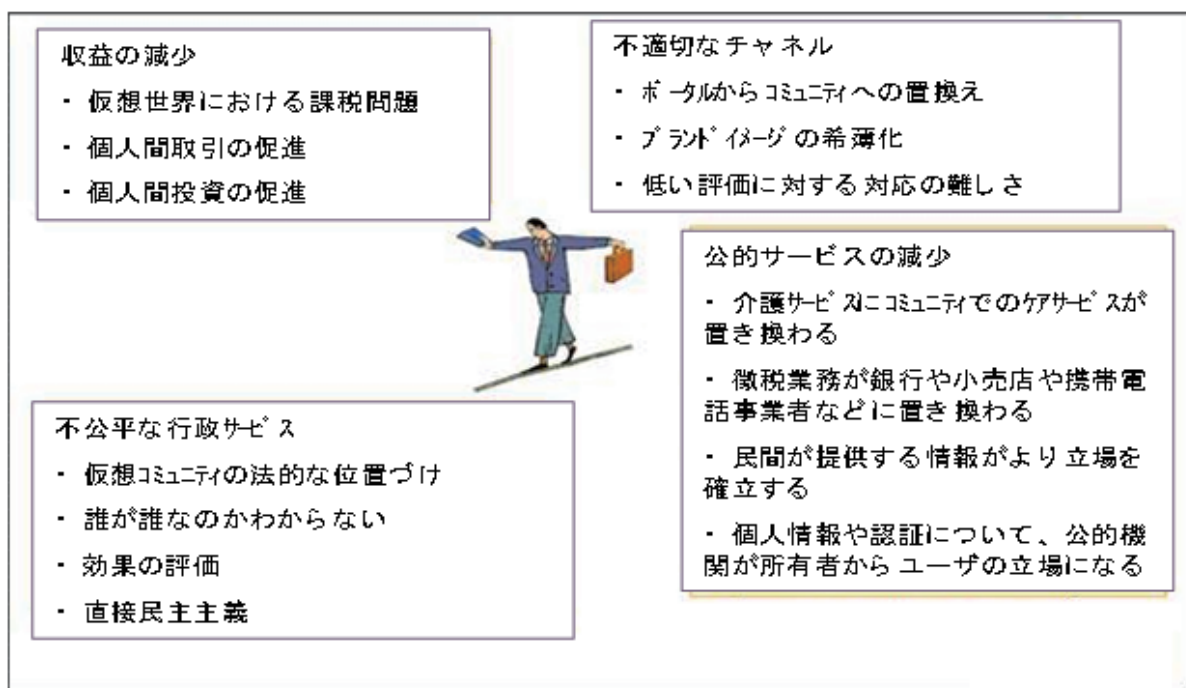 収益の減少
・ 仮想世界における課税問題
・ 個人間取引の促進
・ 個人間投資の促進
不適切なチャネル
・ ポータルからコミュニティへの置換え
・ ブランドイメージの希薄化
・ 低い評価に対する対応の難しさ
公的サービスの減少
・ 介護サービスにコミュニティでのケアサービスが
置き換わる
・ 徴税業務が銀行や小売店や携帯電
話事業者などに置き換わる
・ 民間が提供する情報がより立場を
確立する
・ 個人情報や認証について、公的機
関が所有者からユーザの立場になる
不公平な行政サービス
・ 仮想コミュニティの法的な位置づけ
・ 誰が誰なのかわからない
・ 効果の評価
・ 直接民主主義